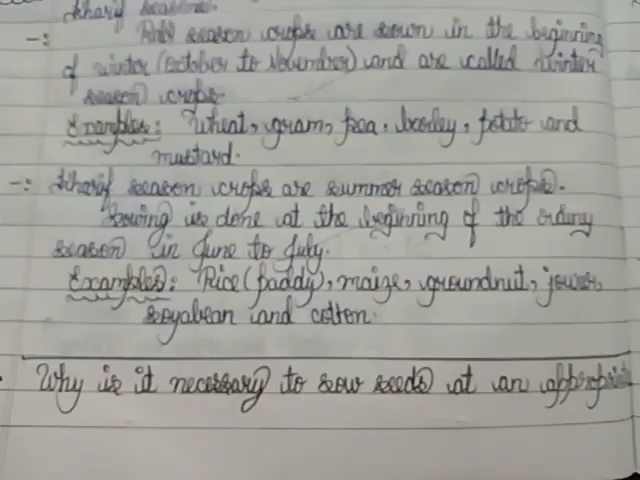 Kharif season
-: Rabi season crops are sown in the beginning
of winter (October to November) and are called winter
season crops.
Examples: Wheat, gram, pea, barley, potato and
mustard.
-: Kharif season crops are summer season crops.
Sowing is done at the beginning of the rainy
season in June to July.
Examples: Rice (paddy), maize, groundnut, jowar,
soyabean and cotton.
Why is it necessary to sow seeds at an